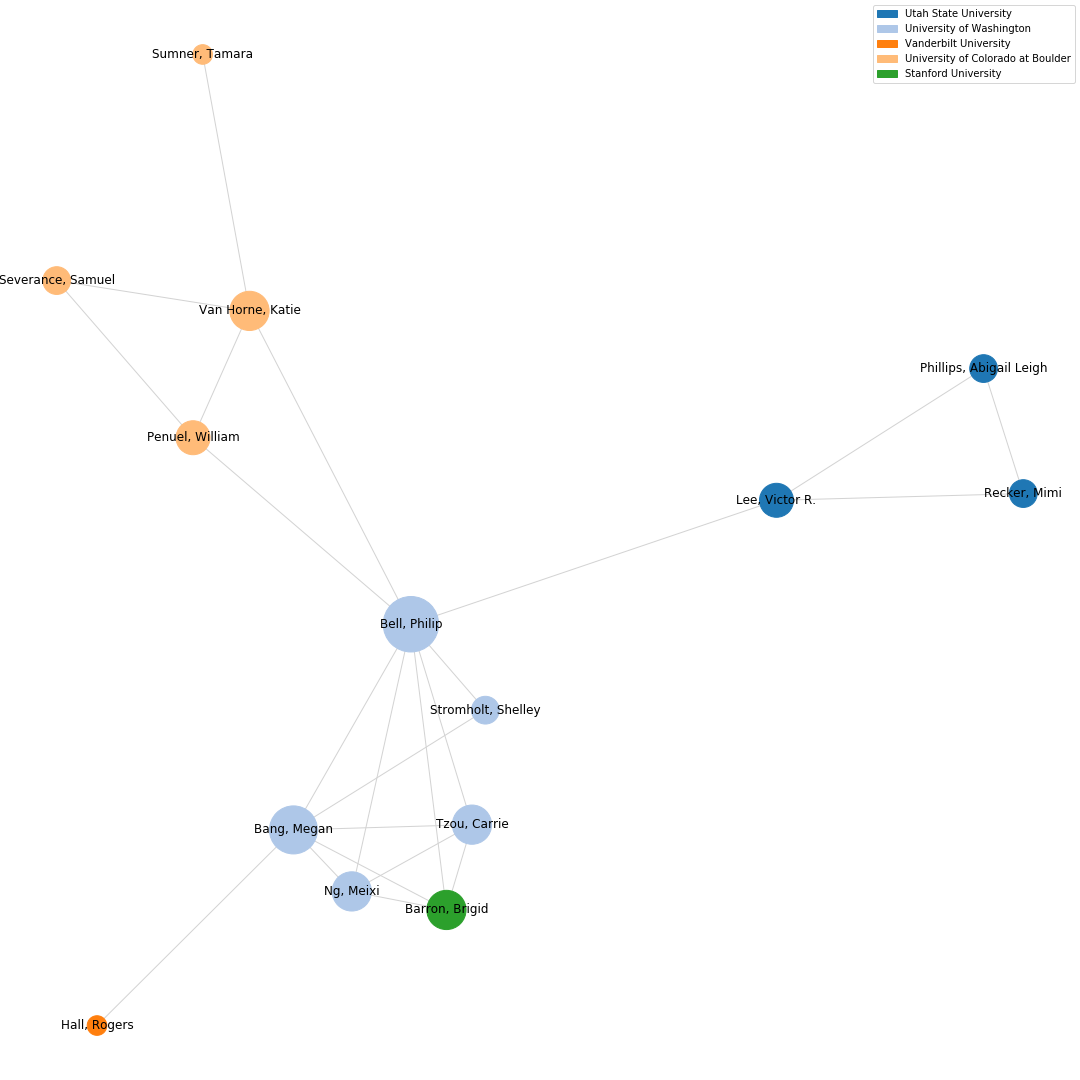 Utah State University
University of Washington
Vanderbilt University
University of Colorado at Boulder
Stanford University
Sumner, Tamara
Severance, Samuel
Van Horne, Katie
Phillips, Abigail Leigh
Penuel, William
Recker, Mimi
Lee, Victor R.
Bell, Philip
Stromholt, Shelley
Tzou, Carrie
Bang, Megan
Ng, Meixi
Barron, Brigid
Hall, Rogers